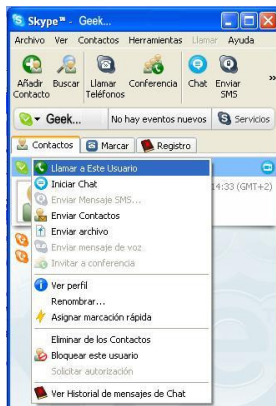 Skype™ - Geek...
Archivo Ver Contactos Herramientas Llamar Ayuda
Añadir Contacto
Buscar
Llamar Teléfonos
Conferencia
Chat
Enviar SMS
»
Geek...
No hay eventos nuevos
Servicios
Contactos
Marcar
Registro
Llamar a Este Usuario
14:33 (GMT+2)
Iniciar Chat
Enviar Mensaje SMS...
Enviar Contactos
Enviar archivo
Enviar mensaje de voz
Invitar a conferencia
Ver perfil
Renombrar...
Asignar marcación rápida
Eliminar de los Contactos
Bloquear este usuario
Solicitar autorización
Ver Historial de mensajes de Chat